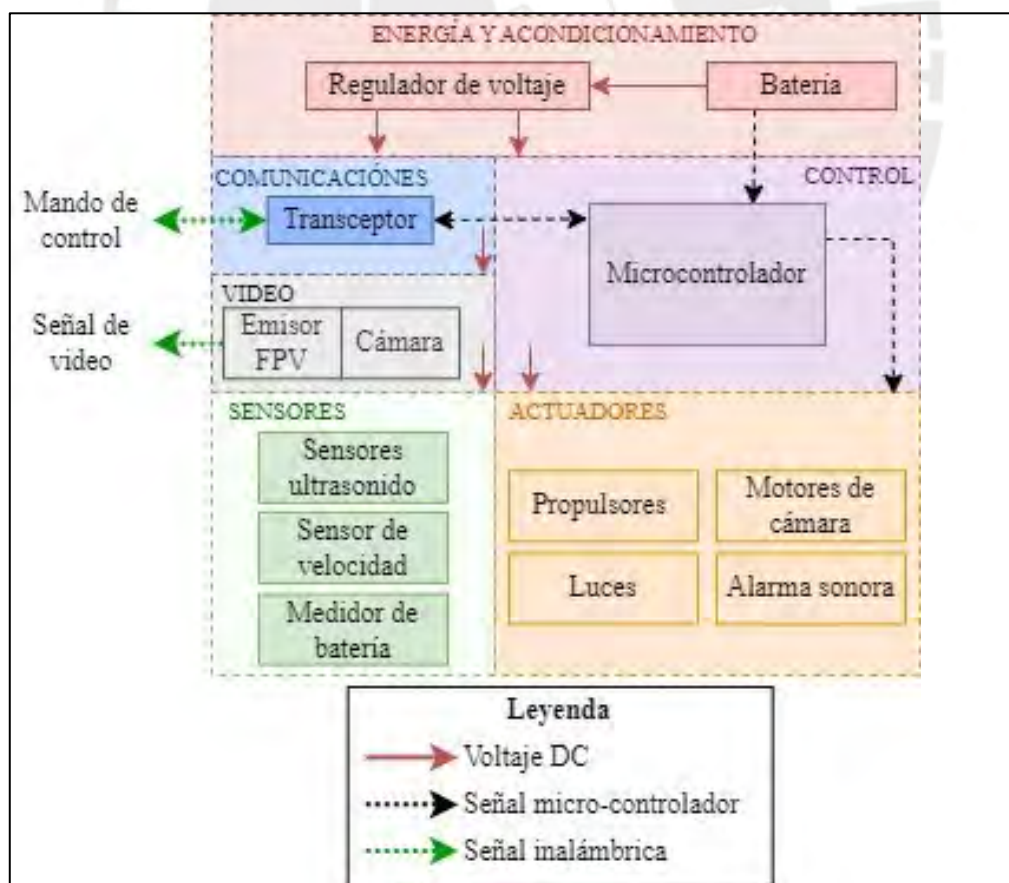 ENERGÍA Y ACONDICIONAMIENTO
Regulador de voltaje
Batería
COMUNICACIÓNES
CONTROL
Mando de
control
Transceptor
Microcontrolador
VIDEO
Señal de
video
Emisor
FPV
Cámara
SENSORES
Sensores
ultrasonido
Sensor de
velocidad
Medidor de
batería
ACTUADORES
Propulsores
Motores de
cámara
Luces
Alarma sonora
Leyenda
Voltaje DC
Señal micro-controlador
Señal inalámbrica